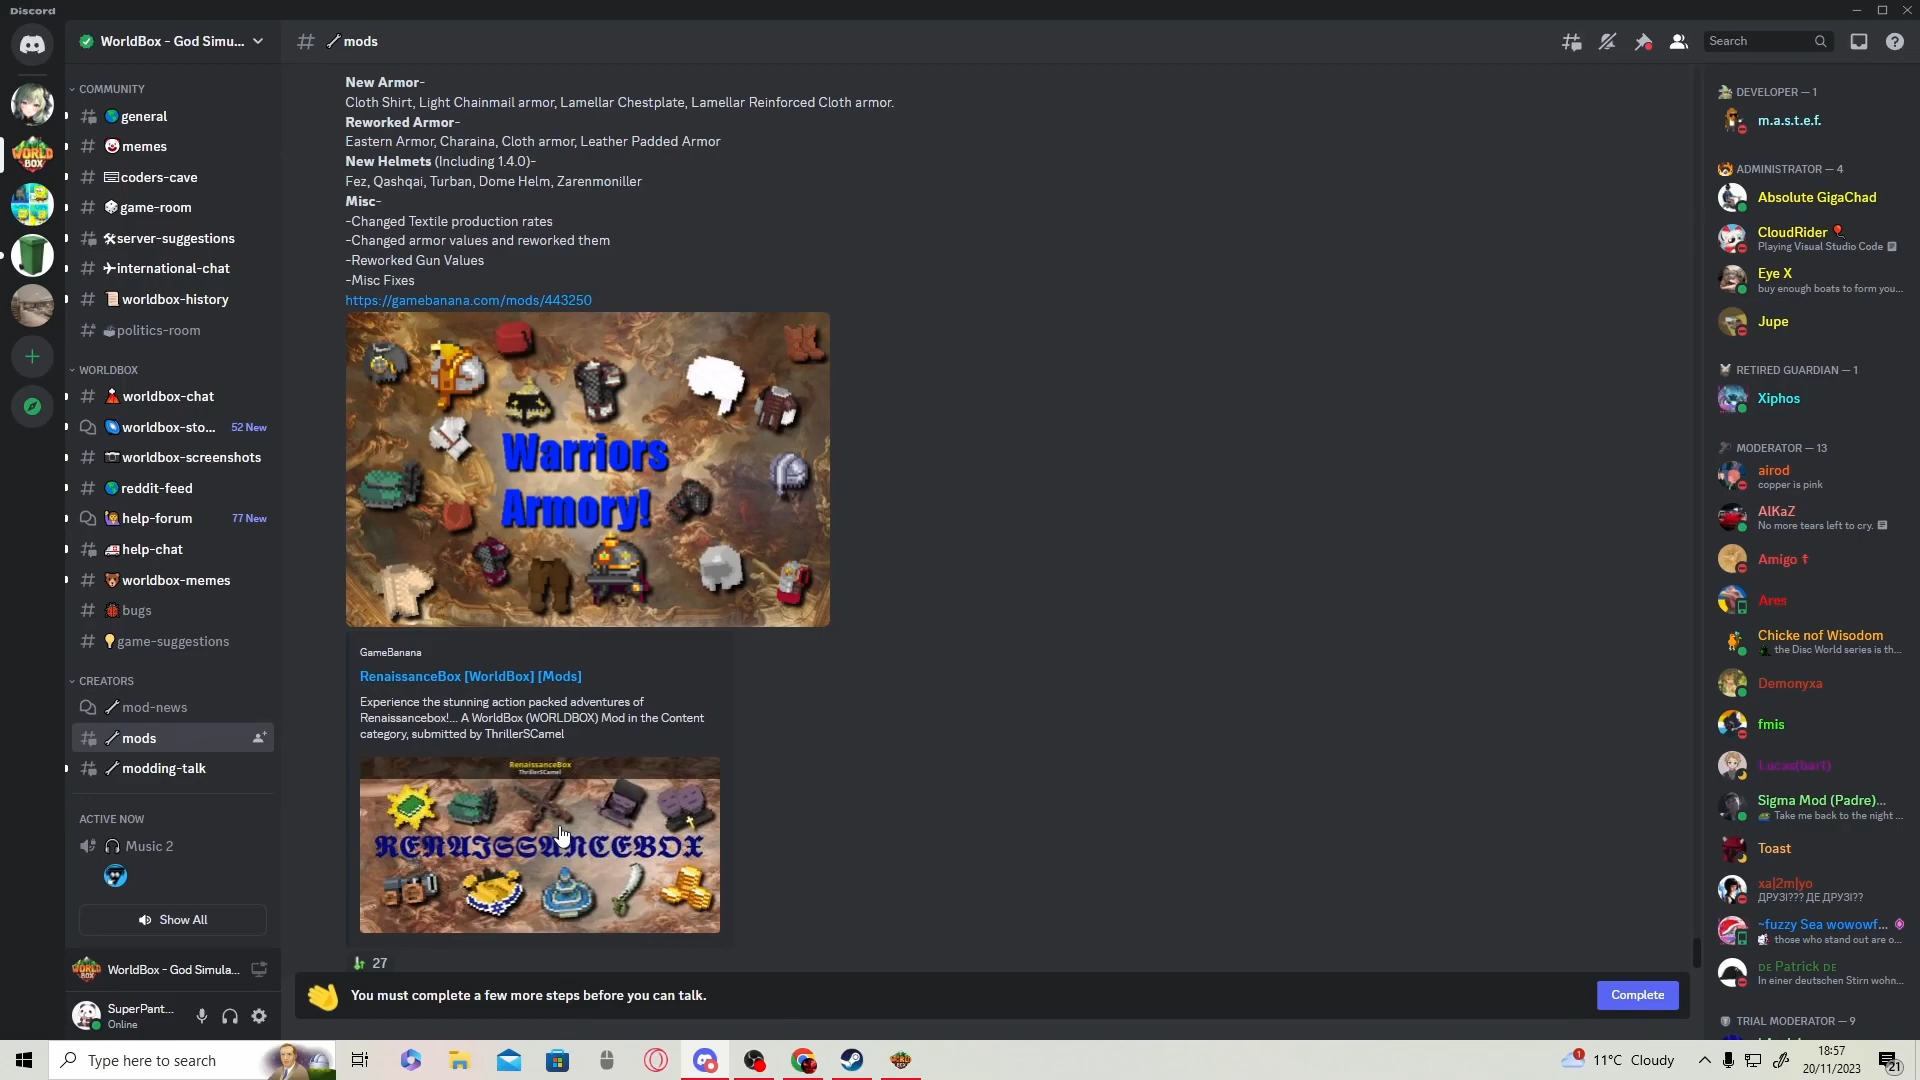 Discord
WorldBox - God Simu...
mods
Search
COMMUNITY
general
memes
coders-cave
game-room
server-suggestions
international-chat
worldbox-history
politics-room
WORLDBOX
worldbox-chat
worldbox-sto... 52 New
worldbox-screenshots
reddit-feed
help-forum 77 New
help-chat
worldbox-memes
bugs
game-suggestions
CREATORS
mod-news
mods
modding-talk
ACTIVE NOW
Music 2
Show All
WorldBox - God Simula...
SuperPant...
Online
New Armor-
Cloth Shirt, Light Chainmail armor, Lamellar Chestplate, Lamellar Reinforced Cloth armor.
Reworked Armor-
Eastern Armor, Charaina, Cloth armor, Leather Padded Armor
New Helmets (Including 1.4.0)-
Fez, Qashqai, Turban, Dome Helm, Zarenmoniller
Misc-
-Changed Textile production rates
-Changed armor values and reworked them
-Reworked Gun Values
-Misc Fixes
https://gamebanana.com/mods/443250
Warriors
Armory!
GameBanana
RenaissanceBox [WorldBox] [Mods]
Experience the stunning action packed adventures of
Renaissancebox!... A WorldBox (WORLDBOX) Mod in the Content
category, submitted by ThrillerSCamel
RenaissanceBox
ThrillerSCamel
RENAISSANCEBOX
27
You must complete a few more steps before you can talk.
Complete
DEVELOPER — 1
m.a.s.t.e.f.
ADMINISTRATOR — 4
Absolute GigaChad
CloudRider
Playing Visual Studio Code
Eye X
buy enough boats to form you...
Jupe
RETIRED GUARDIAN — 1
Xiphos
MODERATOR — 13
airod
copper is pink
AlKaZ
No more tears left to cry.
Amigo ✝
Ares
Chicke nof Wisodom
the Disc World series is th...
Demonyxa
fmis
Lucas(bart)
Sigma Mod (Padre)...
Take me back to the night ...
Toast
xa|2m|yo
ДРУЗІ??? ДЕ ДРУЗІ??
~fuzzy Sea wowowf...
those who stand out are o...
DE Patrick DE
In einer deutschen Stirn wohn...
TRIAL MODERATOR — 9
Type here to search
1
11°C Cloudy
18:57
20/11/2023
21